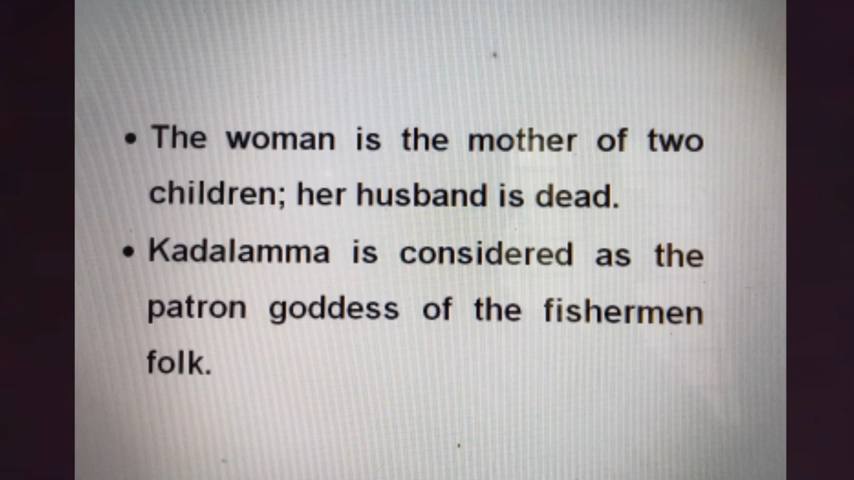 • The woman is the mother of two
children; her husband is dead.
• Kadalamma is considered as the
patron goddess of the fishermen
folk.